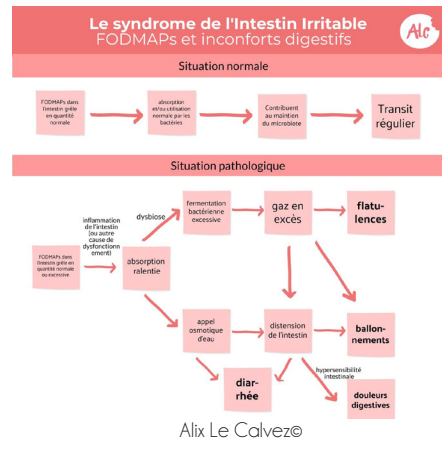 Le syndrome de l'Intestin Irritable
FODMAPs et inconforts digestifs
Alc
Situation normale
FODMAPs dans
l'intestin grêle
en quantité
normale
absorption
et/ou utilisation
normale par les
bactéries
Contribuent
au maintien
du microbiote
Transit
régulier
Situation pathologique
FODMAPs dans
l'intestin grêle en
quantité normale
ou excessive
inflammation
de l'intestin
(ou autre
cause de
dysfonctionn
ement)
absorption
ralentie
dysbiose
fermentation
bactérienne
excessive
gaz en
excès
flatu-
lences
appel
osmotique
d'eau
distension
de l'intestin
ballon-
nements
diar-
rhée
hypersensibilité
intestinale
douleurs
digestives
Alix Le Calvez©